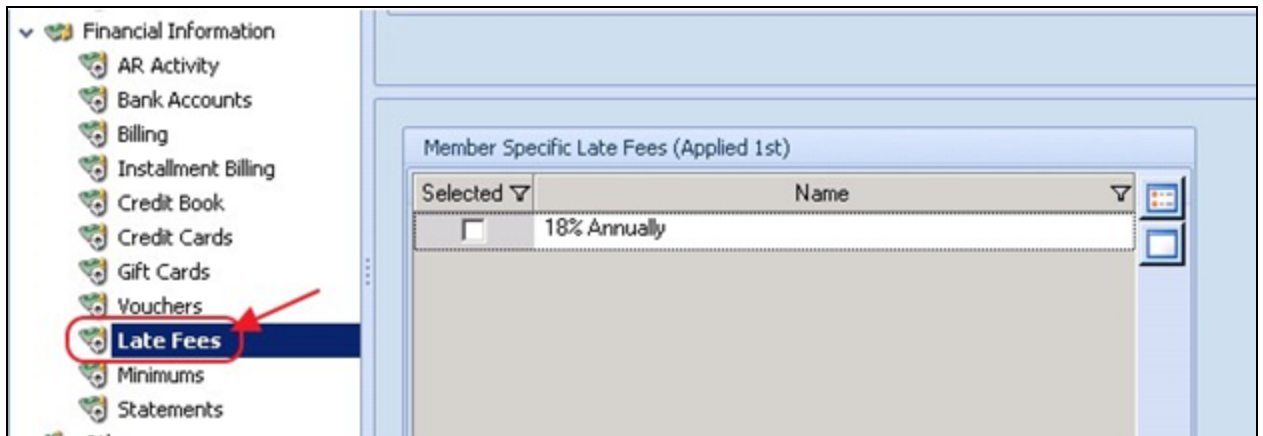 Financial Information
AR Activity
Bank Accounts
Billing
Installment Billing
Credit Book
Credit Cards
Gift Cards
Vouchers
Late Fees
Minimums
Statements
Member Specific Late Fees (Applied 1st)
Selected Name
18% Annually